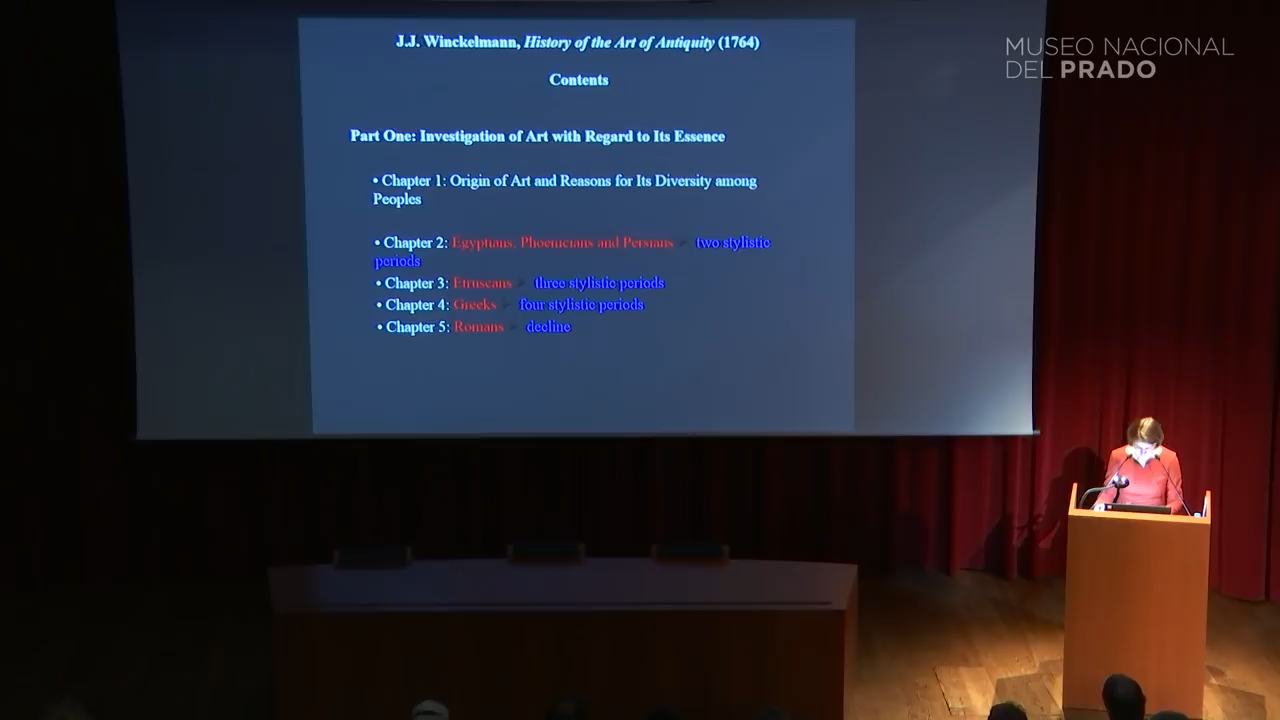 J.J. Winckelmann, History of the Art of Antiquity (1764)
Contents
Part One: Investigation of Art with Regard to Its Essence
• Chapter 1: Origin of Art and Reasons for Its Diversity among
Peoples
• Chapter 2: Egyptians, Phoenicians and Persians > two stylistic
periods
• Chapter 3: Etruscans > three stylistic periods
• Chapter 4: Greeks > four stylistic periods
• Chapter 5: Romans > decline
MUSEO NACIONAL
DEL PRADO